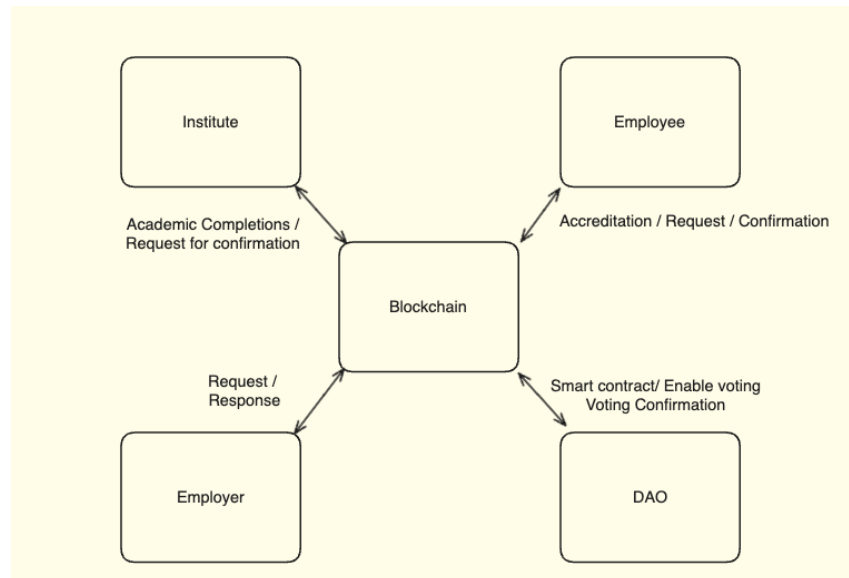 Institute
Employee
Academic Completions /
Request for confirmation
Accreditation / Request / Confirmation
Blockchain
Request /
Response
Smart contract/ Enable voting
Voting Confirmation
Employer
DAO